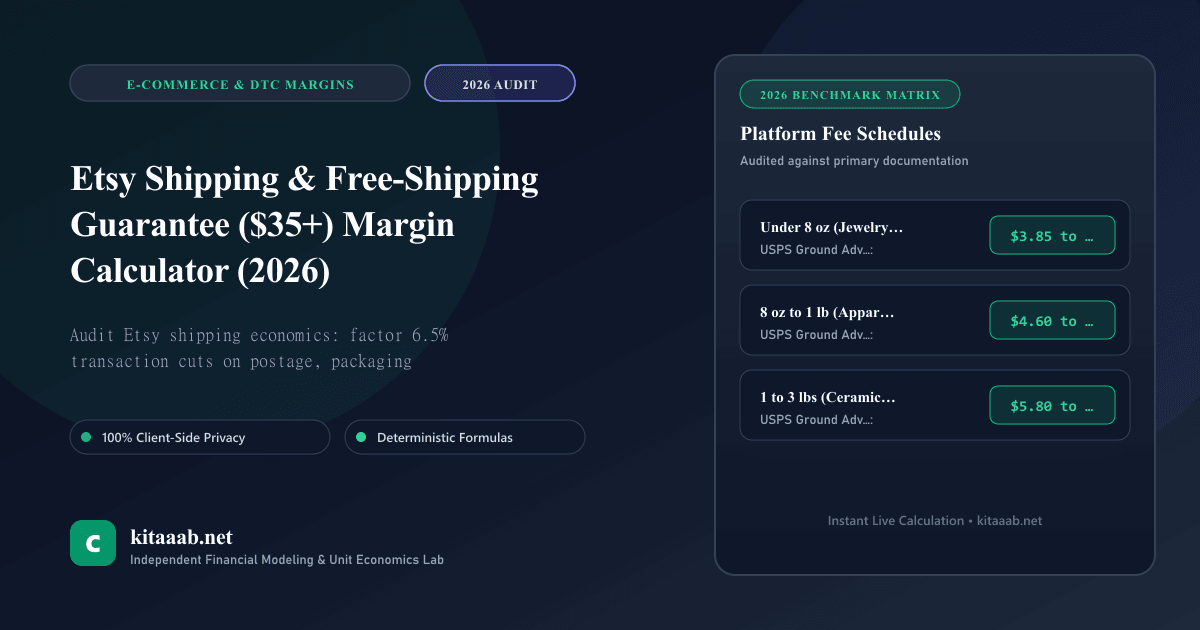 E-COMMERCE & DTC MARGINS
2026 AUDIT
Etsy Shipping & Free-Shipping
Guarantee ($35+) Margin
Calculator (2026)
Audit Etsy shipping economics: factor 6.5%
transaction cuts on postage, packaging
100% Client-Side Privacy
Deterministic Formulas
C
kitaaab.net
Independent Financial Modeling & Unit Economics Lab
2026 BENCHMARK MATRIX
Platform Fee Schedules
Audited against primary documentation
Under 8 oz (Jewelry…
USPS Ground Adv…:
$3.85 to …
8 oz to 1 lb (Appar…
USPS Ground Adv…:
$4.60 to …
1 to 3 lbs (Ceramic…
USPS Ground Adv…:
$5.80 to …
Instant Live Calculation • kitaaab.net